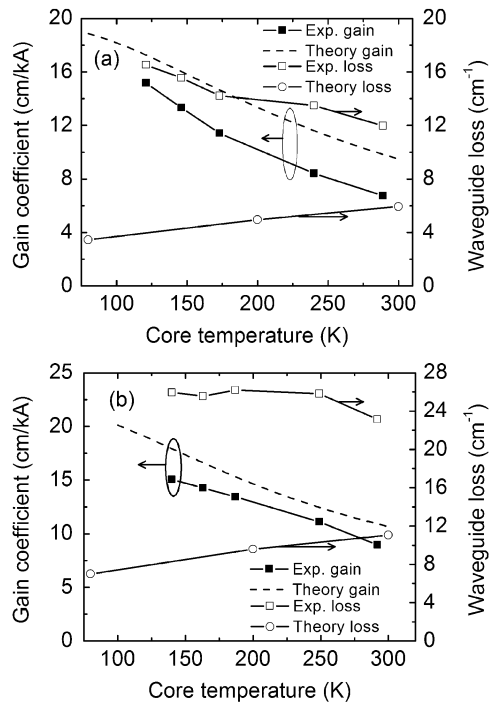 (a)
Exp. gain
Theory gain
Exp. loss
Theory loss
20
16
12
8
4
0
20
16
12
8
4
0
100 150 200 250 300
Gain coefficient (cm/kA)
Waveguide loss (cm⁻¹)
Core temperature (K)
(b)
25
20
15
10
5
0
28
24
20
16
12
8
4
0
Exp. gain
Theory gain
Exp. loss
Theory loss
100 150 200 250 300
Gain coefficient (cm/kA)
Waveguide loss (cm⁻¹)
Core temperature (K)